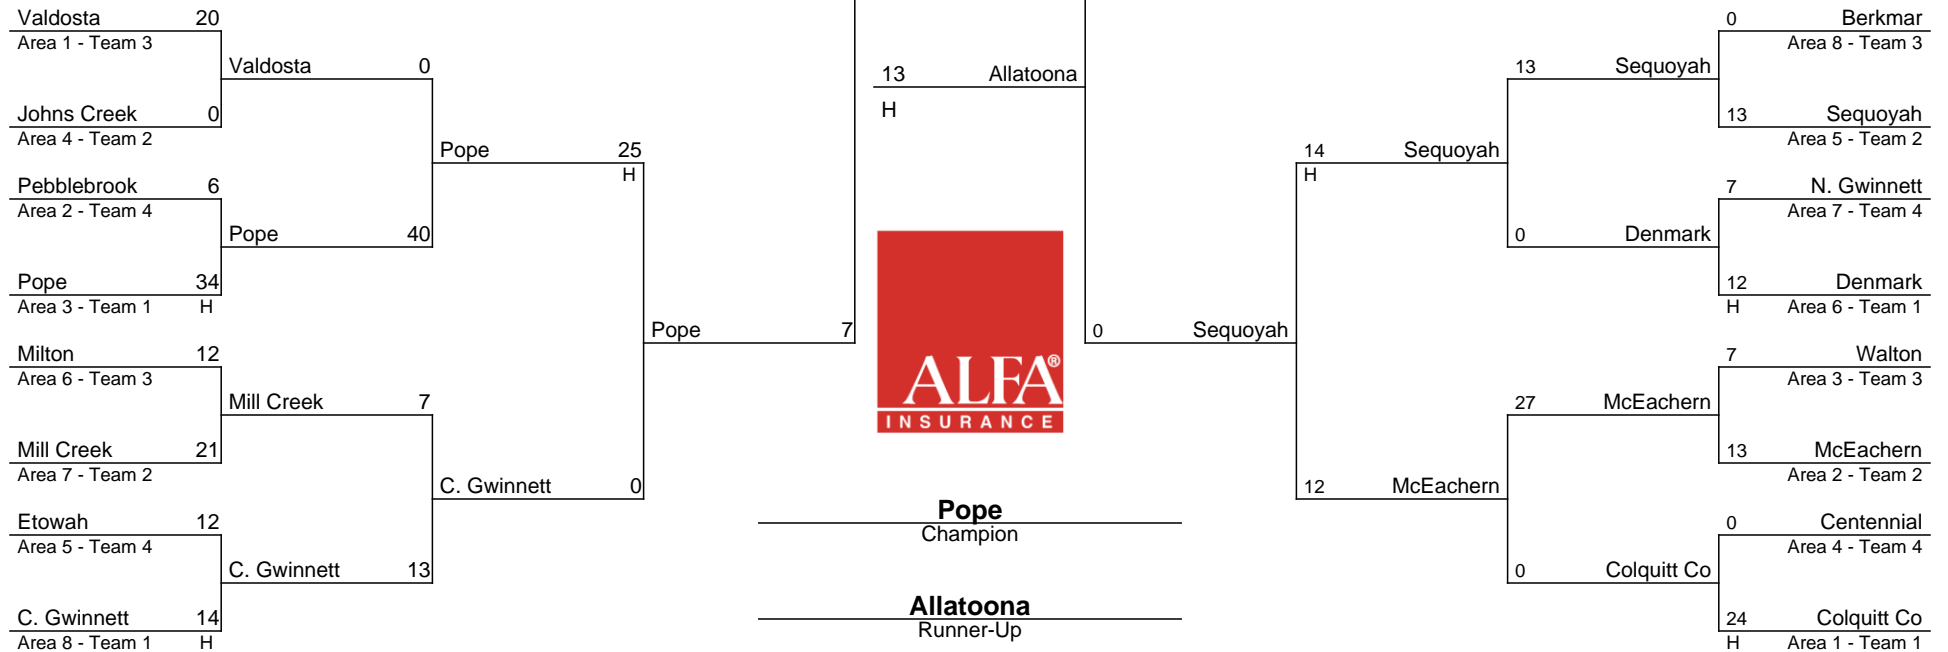 Valdosta 20
Area 1 - Team 3
Valdosta 0
Johns Creek 0
Area 4 - Team 2
Pope 25
H
Pebblebrook 6
Area 2 - Team 4
Pope 40
Pope 34
Area 3 - Team 1 H
Pope 7
Milton 12
Area 6 - Team 3
Mill Creek 7
Mill Creek 21
Area 7 - Team 2
C. Gwinnett 0
Etowah 12
Area 5 - Team 4
C. Gwinnett 13
C. Gwinnett 14
Area 8 - Team 1 H
13 Allatoona
H
ALFA®
INSURANCE
Pope
Champion
Allatoona
Runner-Up
0 Berkmar
Area 8 - Team 3
13 Sequoyah
13 Sequoyah
Area 5 - Team 2
14 Sequoyah
H
7 N. Gwinnett
Area 7 - Team 4
0 Denmark
12 Denmark
H Area 6 - Team 1
0 Sequoyah
7 Walton
Area 3 - Team 3
27 McEachern
13 McEachern
Area 2 - Team 2
12 McEachern
0 Centennial
Area 4 - Team 4
0 Colquitt Co
24 Colquitt Co
H Area 1 - Team 1